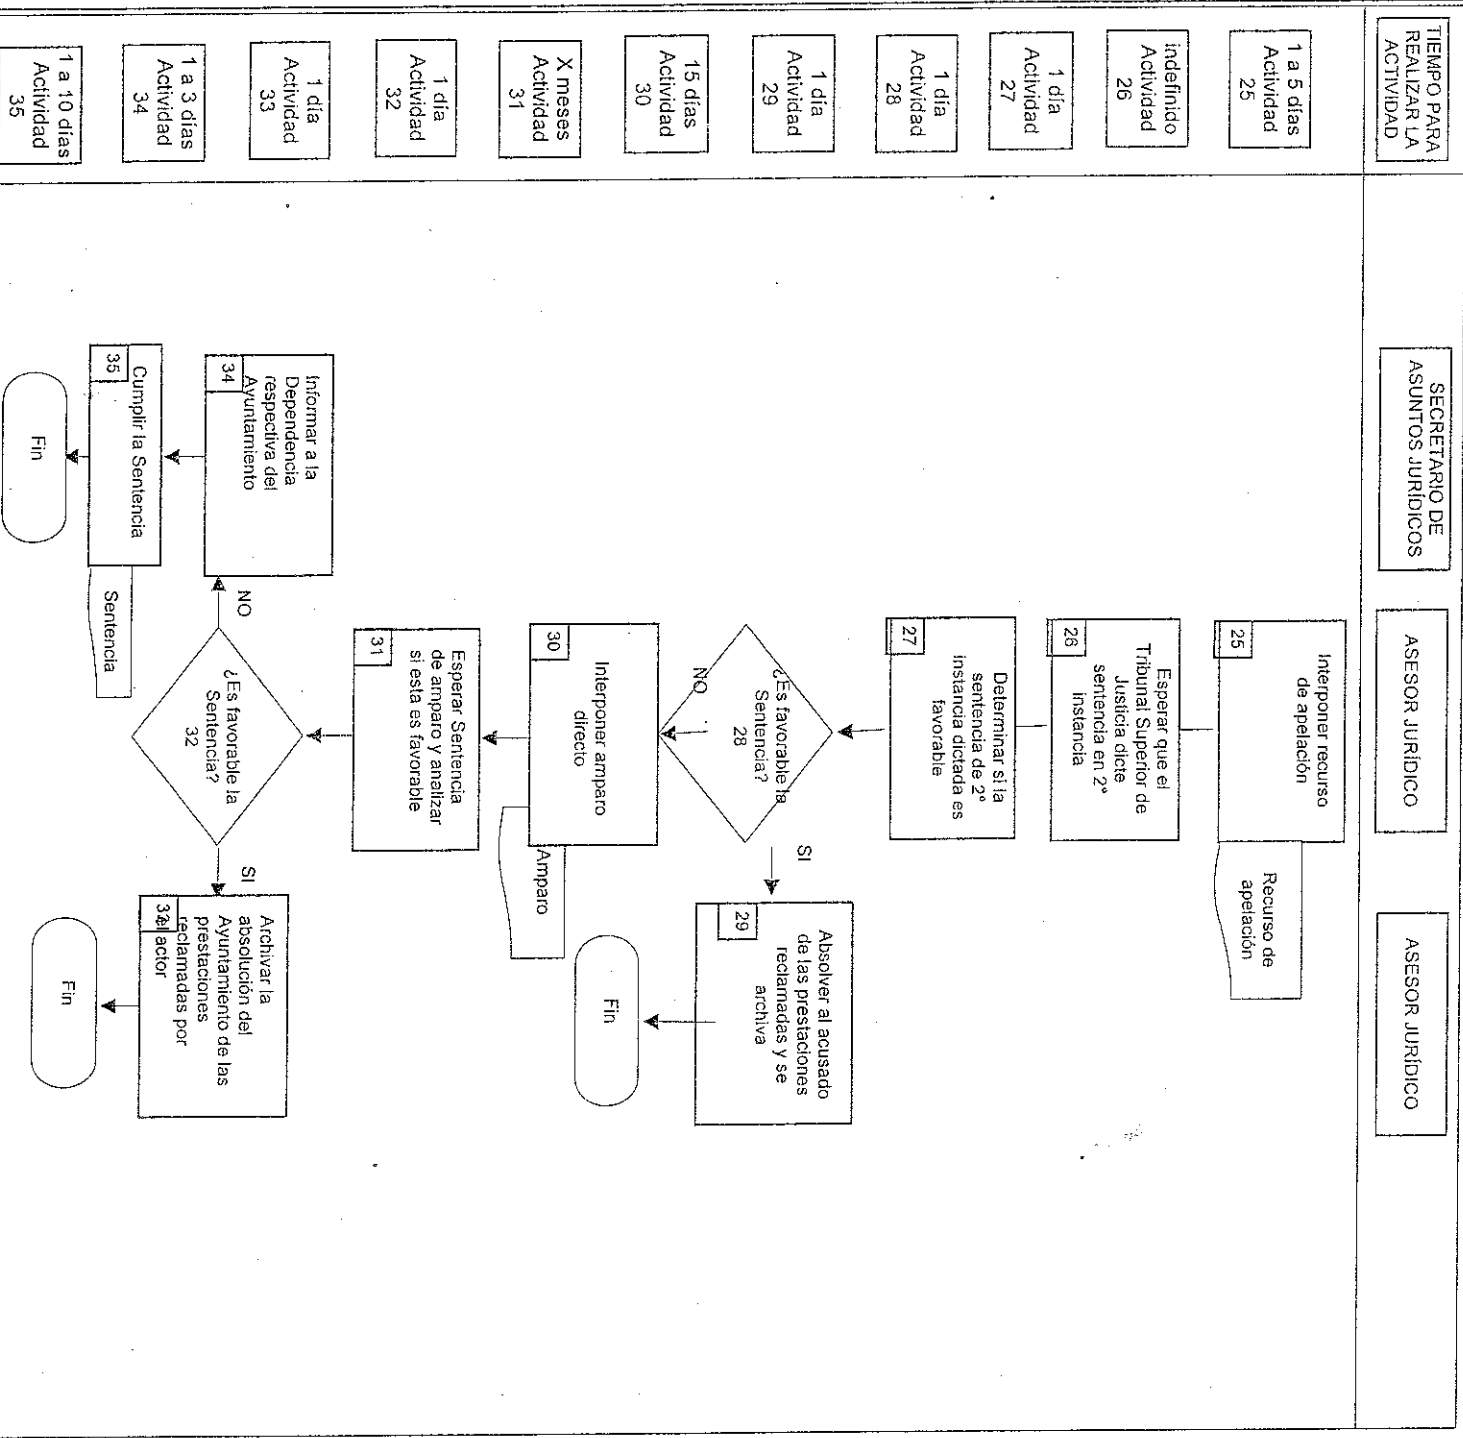 TIEMPO PARA
REALIZAR LA
ACTIVIDAD
SECRETARIO DE
ASUNTOS JURÍDICOS
ASESOR JURÍDICO
ASESOR JURÍDICO
1 a 5 días
Actividad
25
Interponer recurso
de apelación
25
Recurso de
apelación
indefinido
Actividad
26
Esperar que el
Tribunal Superior de
Justicia dicte
sentencia en 2°
instancia
26
1 día
Actividad
27
Determinar si la
sentencia de 2°
instancia dictada es
favorable
27
1 día
Actividad
28
¿Es favorable la
Sentencia?
28
SI
NO
1 día
Actividad
29
Absolver al acusado
de las prestaciones
reclamadas y se
archiva
29
Fin
15 días
Actividad
30
Interponer amparo
directo
30
Amparo
X meses
Actividad
31
Esperar Sentencia
de amparo y analizar
si esta es favorable
31
1 día
Actividad
32
¿Es favorable la
Sentencia?
32
NO
SI
1 día
Actividad
33
Archivar la
absolución del
Ayuntamiento de las
prestaciones
reclamadas por
el actor
Fin
1 a 3 días
Actividad
34
Informar a la
Dependencia
respectiva del
Ayuntamiento
34
1 a 10 días
Actividad
35
Cumplir la Sentencia
35
Sentencia
Fin